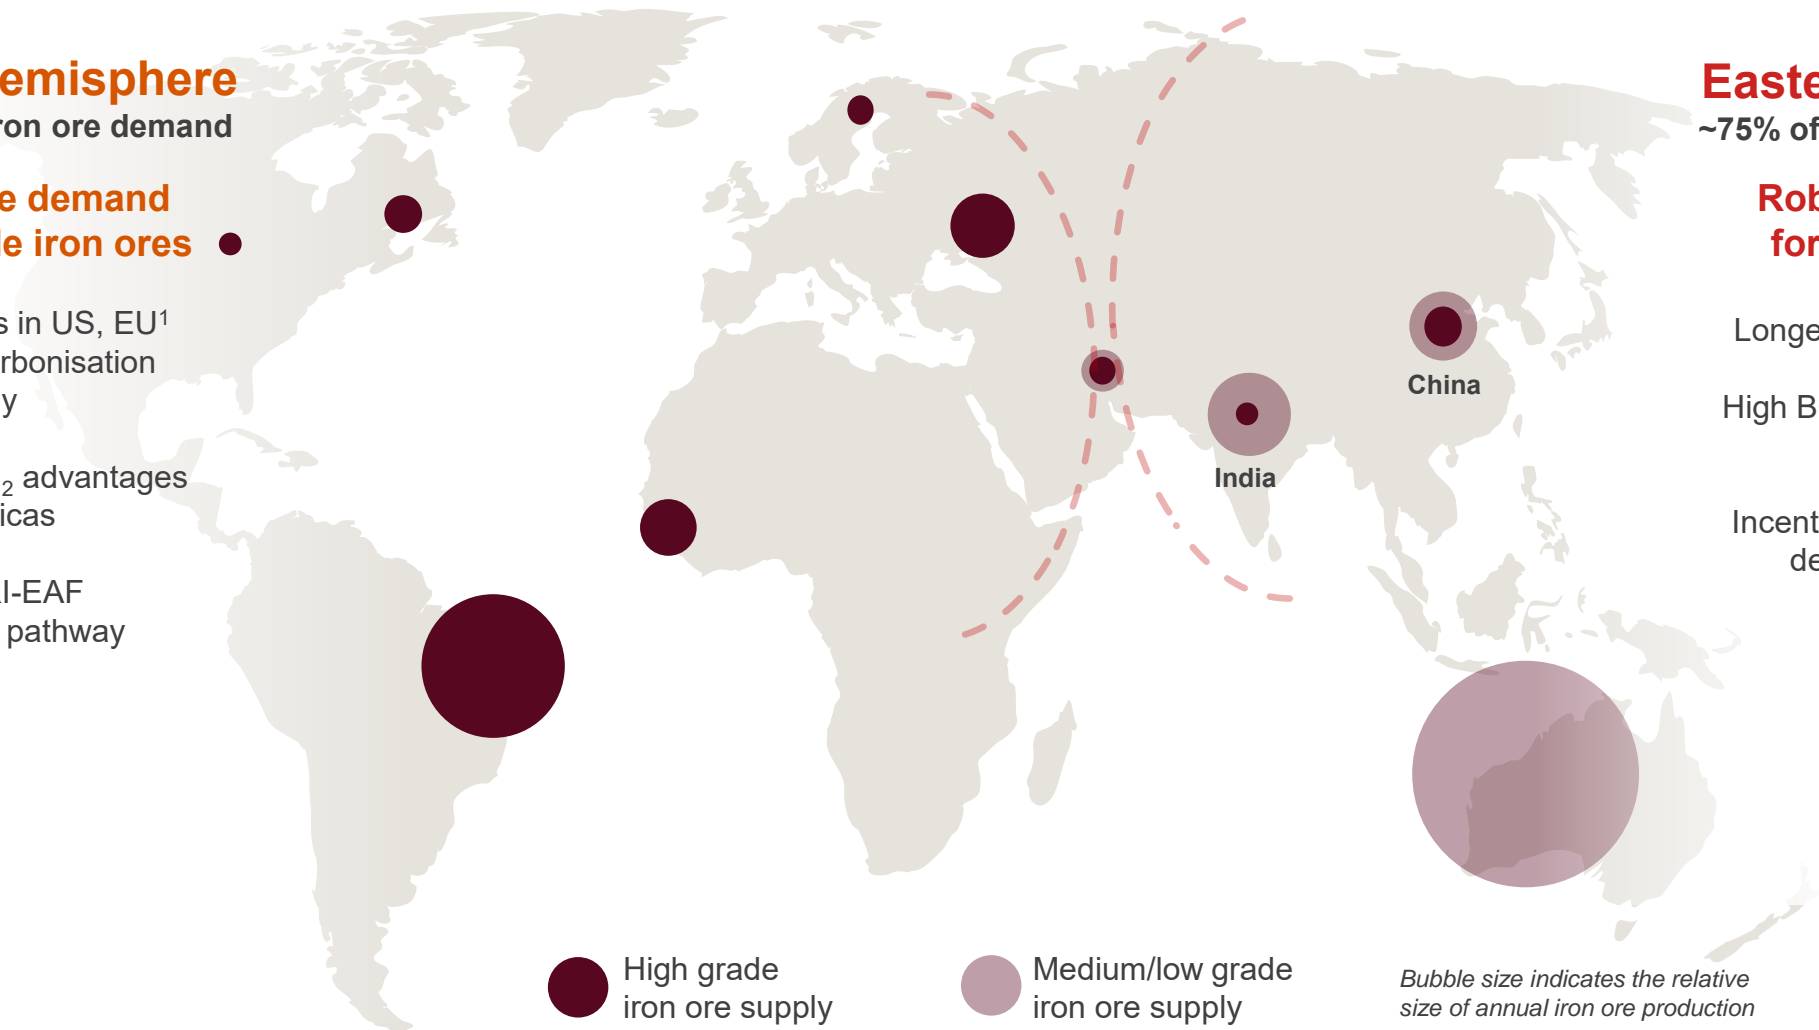 emisphere
ron ore demand
e demand
le iron ores
s in US, EU1
rbonisation
y
2 advantages
icas
I-EAF
pathway
Easte
~75% of
Rob
for
Longe
High B
Incent
de
China
India
High grade
iron ore supply
Medium/low grade
iron ore supply
Bubble size indicates the relative
size of annual iron ore production